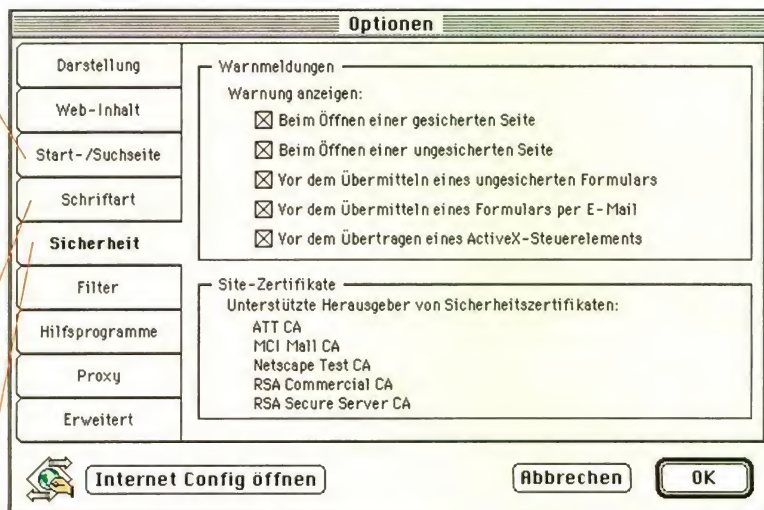 Optionen
Darstellung
Web-Inhalt
Start-/Suchseite
Schriftart
Sicherheit
Filter
Hilfsprogramme
Proxy
Erweitert
Warnmeldungen
Warnung anzeigen:
Beim Öffnen einer gesicherten Seite
Beim Öffnen einer ungesicherten Seite
Vor dem Übermitteln eines ungesicherten Formulars
Vor dem Übermitteln eines Formulars per E-Mail
Vor dem Übertragen eines ActiveX-Steuerelements
Site-Zertifikate
Unterstützte Herausgeber von Sicherheitszertifikaten:
ATT CA
MCI Mall CA
Netscape Test CA
RSA Commercial CA
RSA Secure Server CA
Internet Config öffnen
Abbrechen
OK